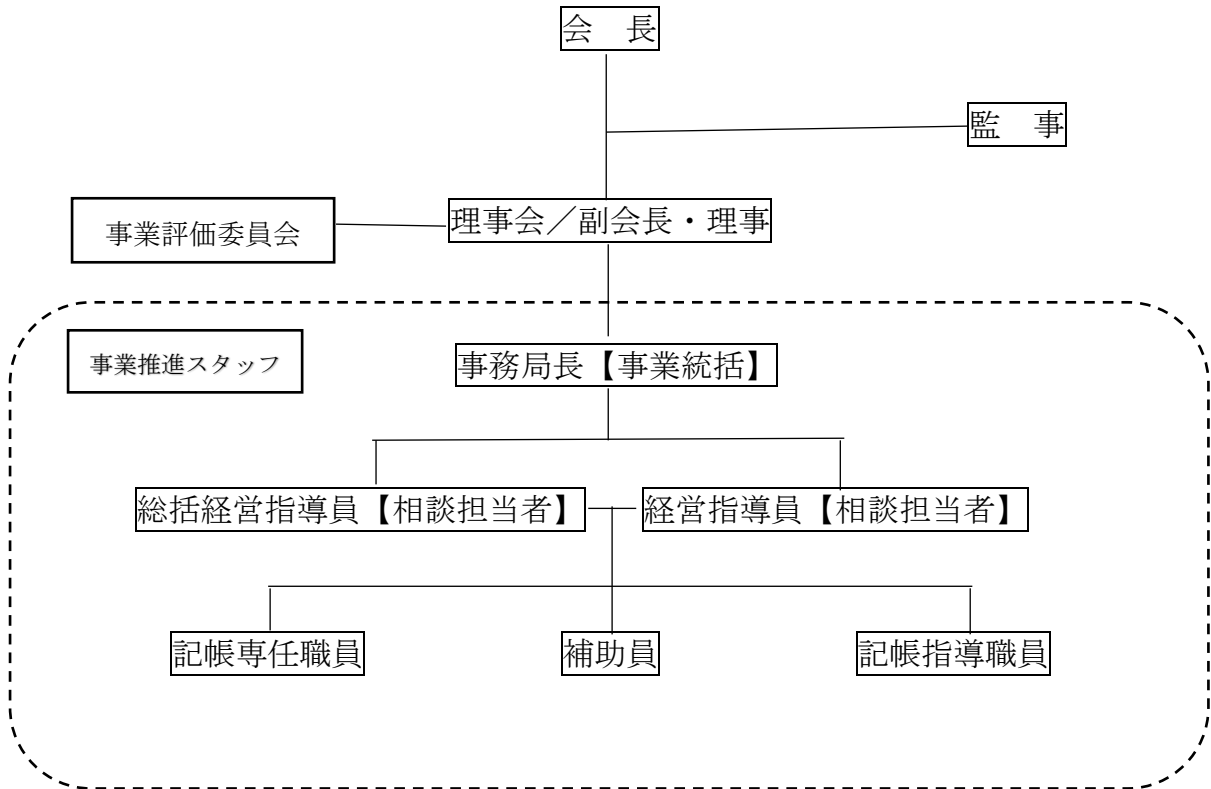 会　長
監　事
事業評価委員会
理事会／副会長・理事
事業推進スタッフ
事務局長【事業統括】
総括経営指導員【相談担当者】
経営指導員【相談担当者】
記帳専任職員
補助員
記帳指導職員